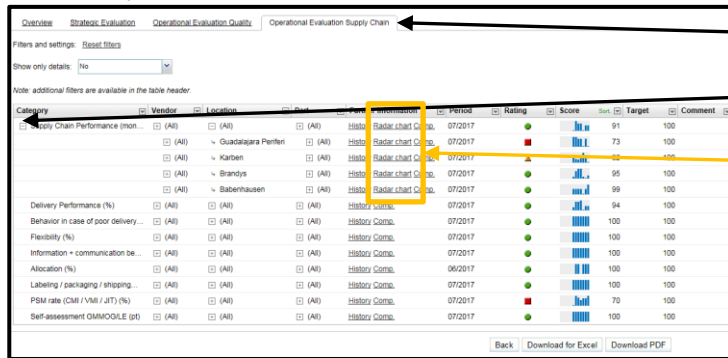 Overview Strategic Evaluation Operational Evaluation Quality Operational Evaluation Supply Chain
Filters and settings: Reset filters
Show only details: No
Note: additional filters are available in the table header.
Category Vendor Location Information Period Rating Score Sort Target Comment
Supply Chain Performance (mon... (All) (All) (All) History Radar chart Comp. 07/2017 91 100
(All) Guadalajara Periferi (All) History Radar chart Comp. 07/2017 73 100
(All) Karben (All) History Radar chart Comp. 07/2017 100
(All) Brandys (All) History Radar chart Comp. 07/2017 95 100
(All) Babenhausen (All) History Radar chart Comp. 07/2017 99 100
Delivery Performance (%) (All) (All) (All) History Comp. 07/2017 94 100
Behavior in case of poor delivery... (All) (All) (All) History Comp. 07/2017 100 100
Flexibility (%) (All) (All) (All) History Comp. 07/2017 100 100
Information + communication be... (All) (All) (All) History Comp. 07/2017 100 100
Allocation (%) (All) (All) (All) History Comp. 06/2017 100 100
Labeling / packaging / shipping... (All) (All) (All) History Comp. 07/2017 100 100
PSM rate (CMI / VMI / JIT) (%) (All) (All) (All) History Comp. 07/2017 70 100
Self-assessment GMMOG/LE (pt) (All) (All) (All) History Comp. 07/2017 100 100
Back Download for Excel Download PDF